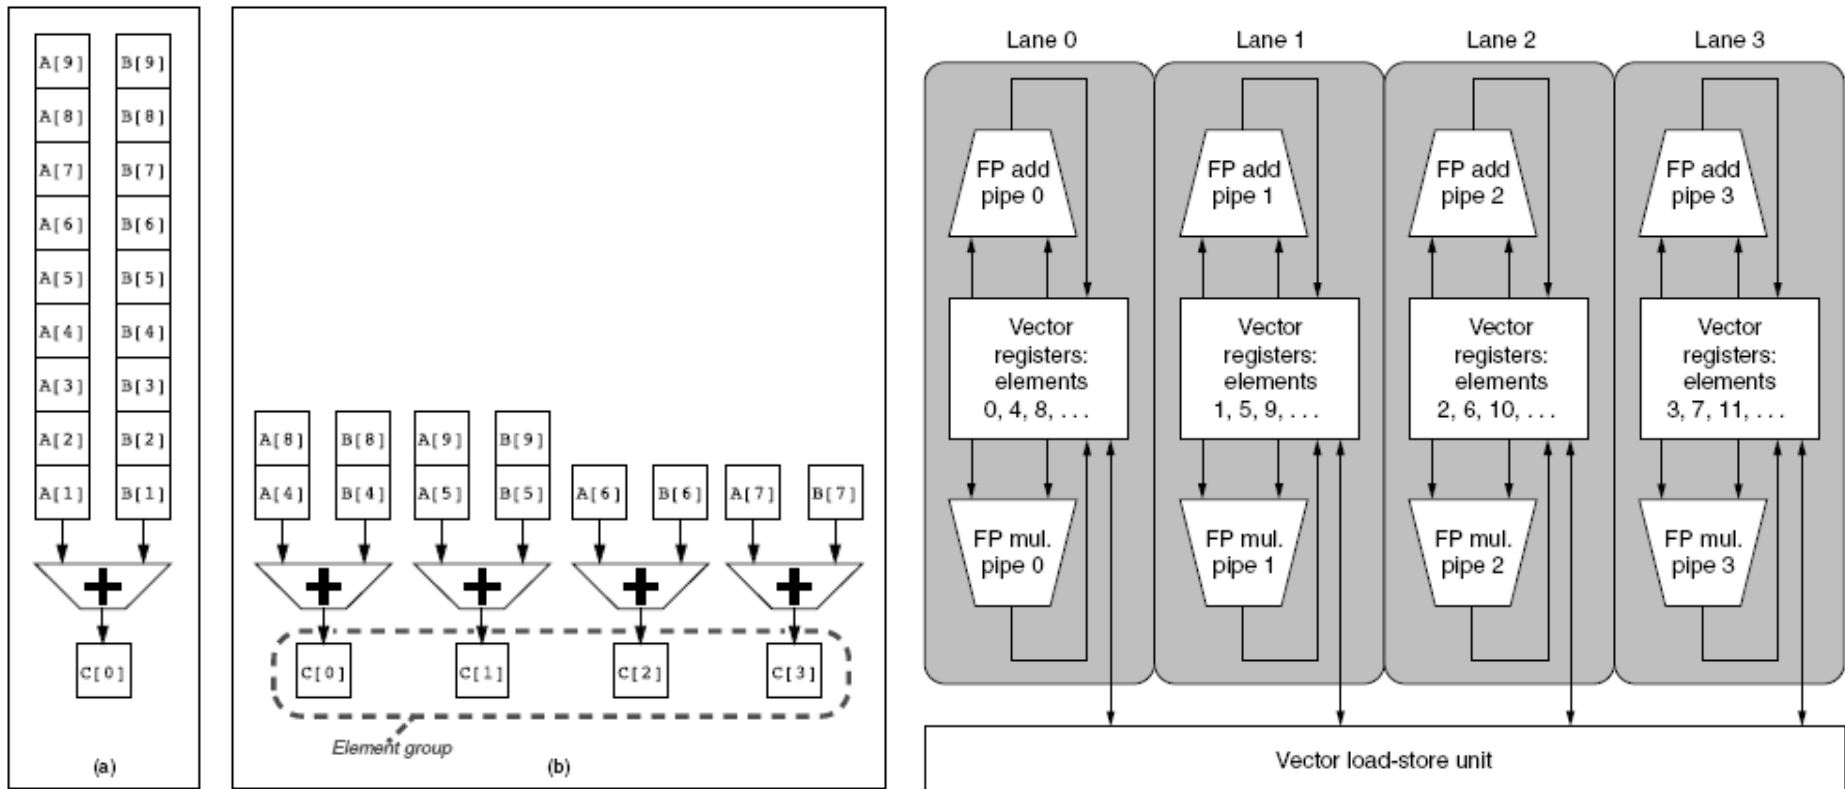 A[9] B[9]
A[8] B[8]
A[7] B[7]
A[6] B[6]
A[5] B[5]
A[4] B[4]
A[3] B[3]
A[2] B[2]
A[1] B[1]
C[0]
(a)
A[8] B[8] A[9] B[9]
A[4] B[4] A[5] B[5] A[6] B[6] A[7] B[7]
C[0] C[1] C[2] C[3]
Element group
(b)
Lane 0 Lane 1 Lane 2 Lane 3
FP add
pipe 0
FP add
pipe 1
FP add
pipe 2
FP add
pipe 3
Vector
registers:
elements
0, 4, 8, . . .
Vector
registers:
elements
1, 5, 9, . . .
Vector
registers:
elements
2, 6, 10, . . .
Vector
registers:
elements
3, 7, 11, . . .
FP mul.
pipe 0
FP mul.
pipe 1
FP mul.
pipe 2
FP mul.
pipe 3
Vector load-store unit